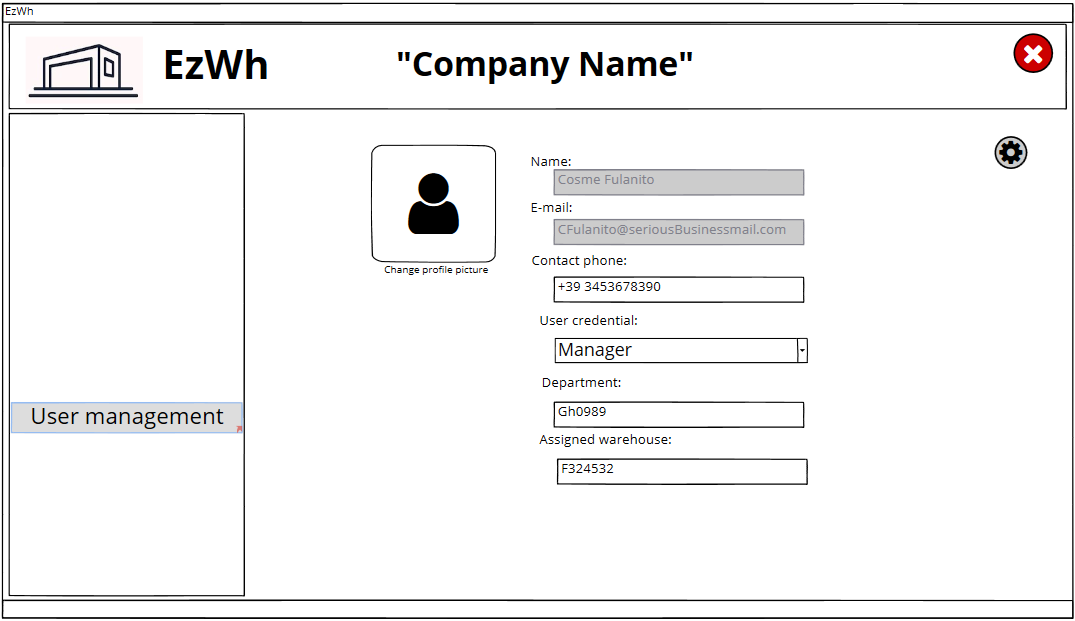 EzWh
EzWh
"Company Name"
Name:
Cosme Fulanito
E-mail:
CFulanito@seriousBusinessmail.com
Change profile picture
Contact phone:
+39 3453678390
User credential:
Manager
Department:
User management
Gh0989
Assigned warehouse:
F324532